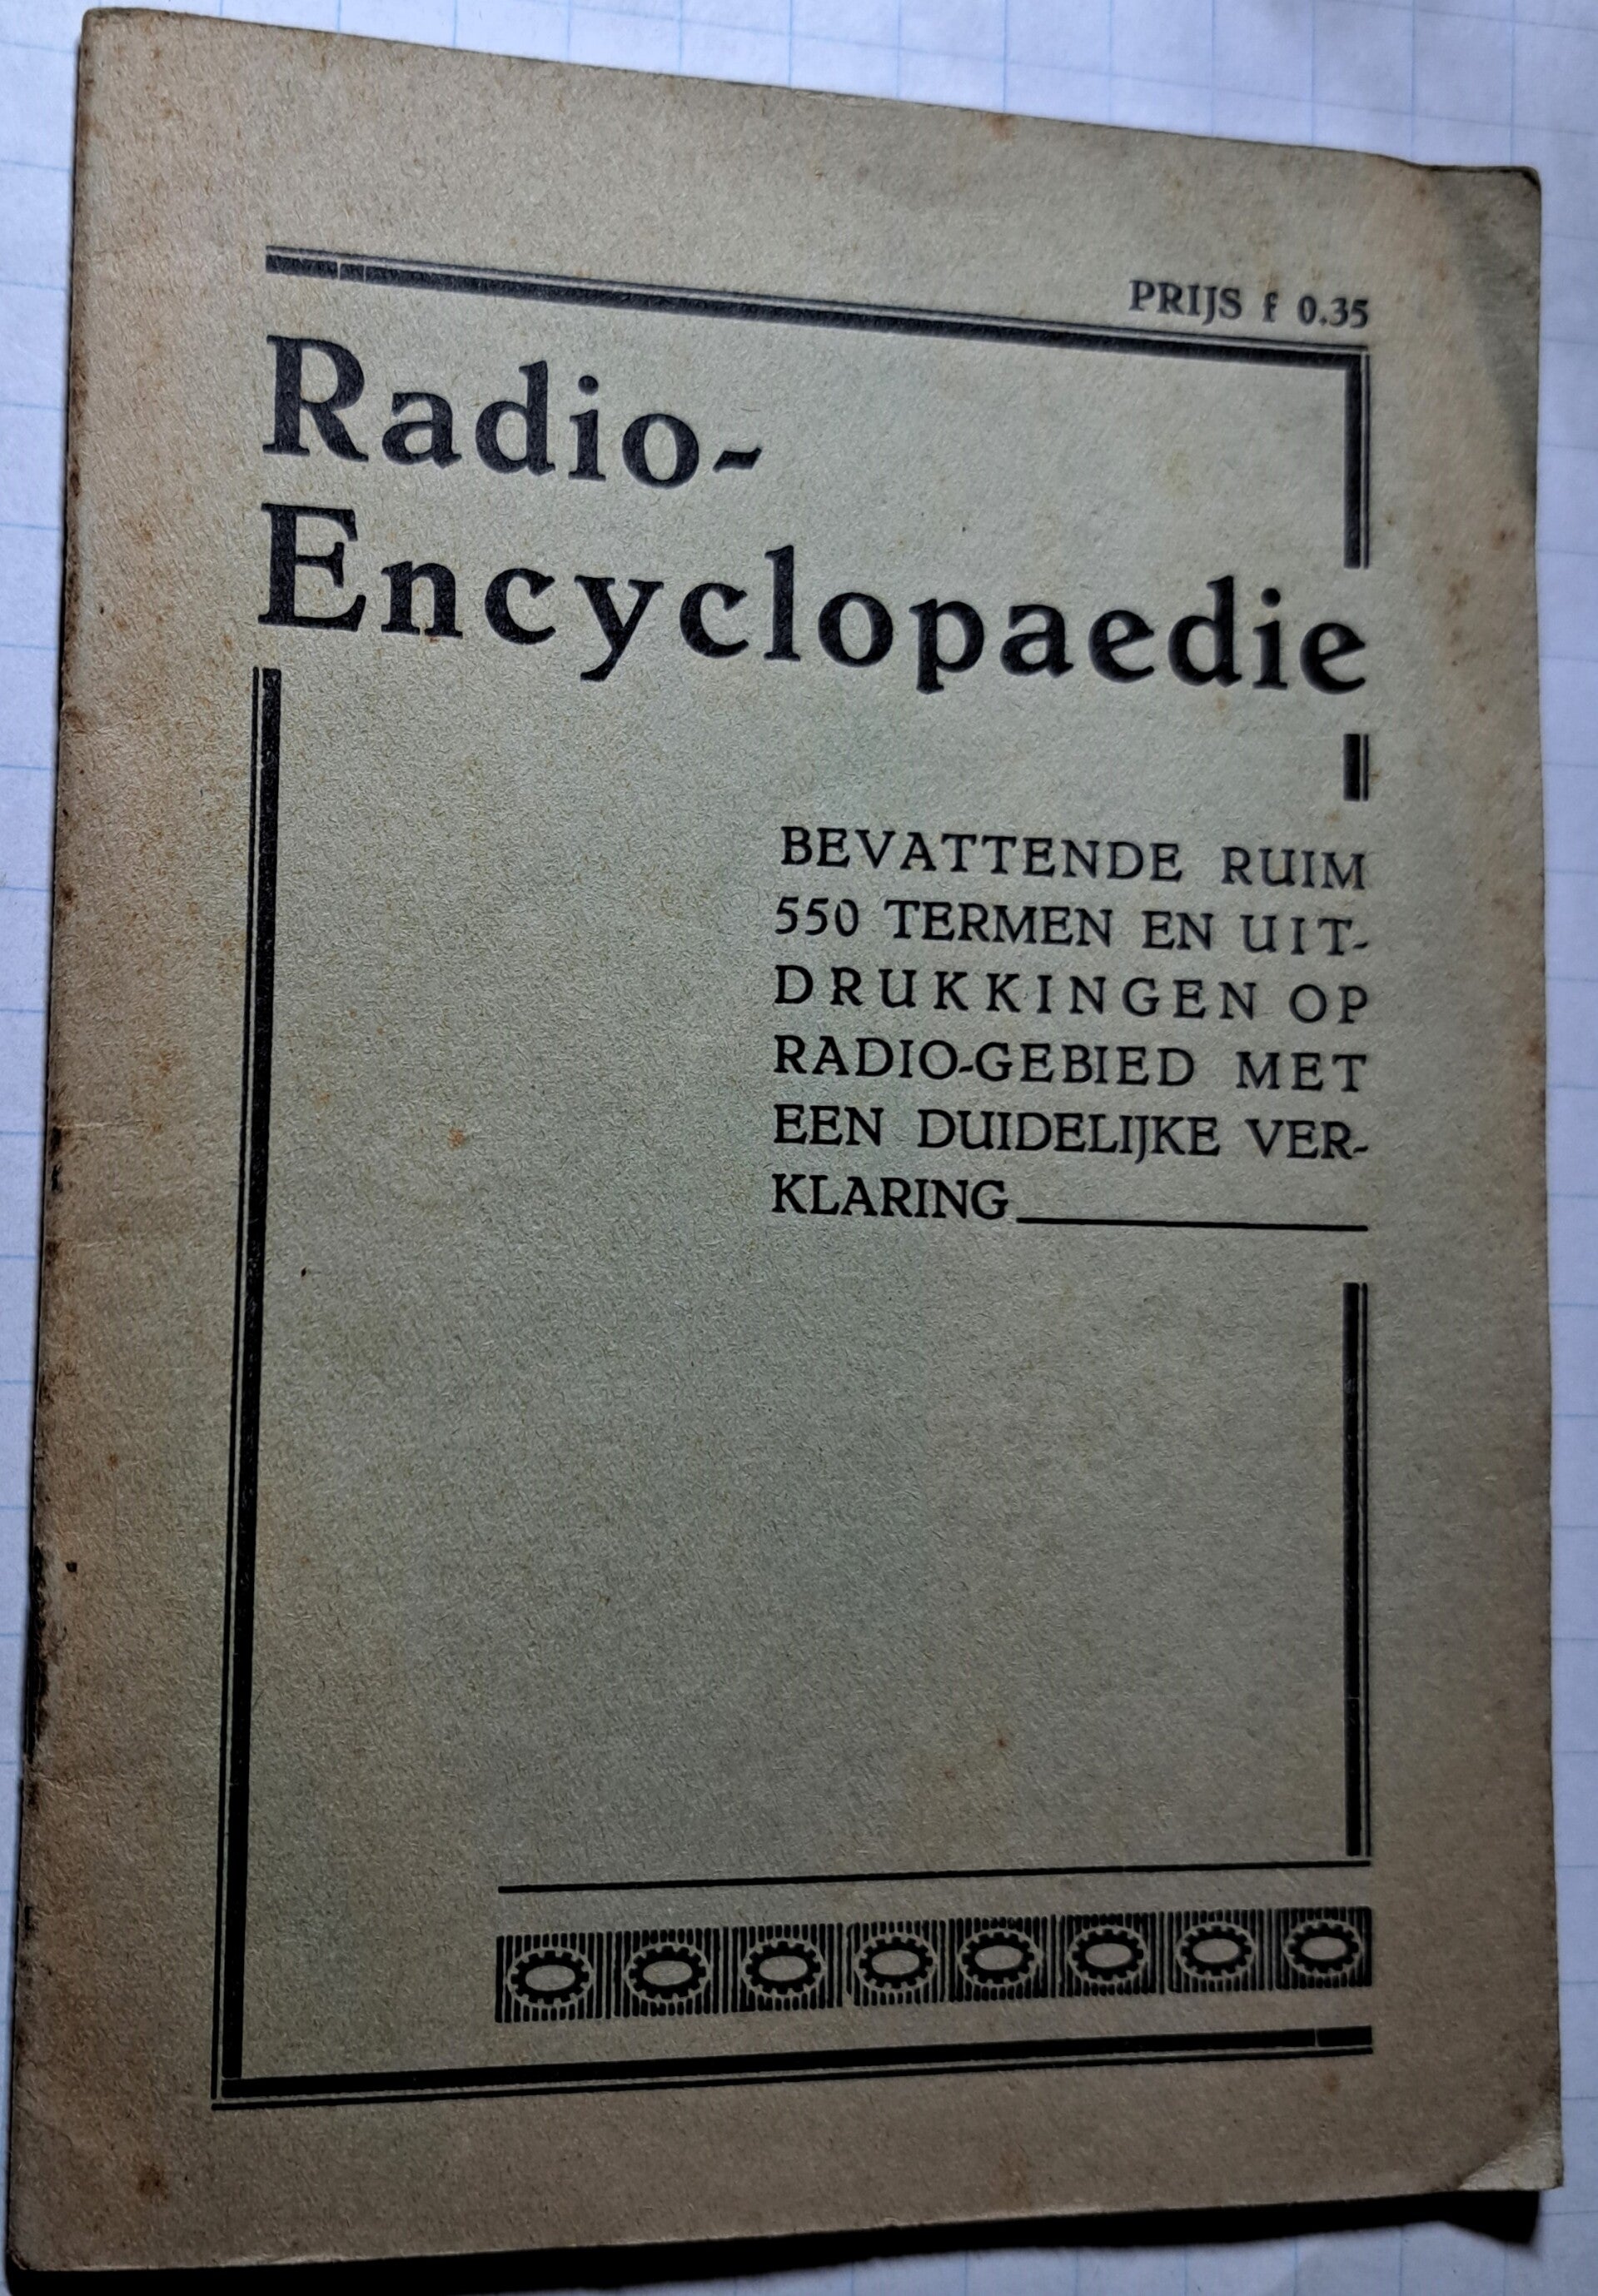 PRIJS f 0.35
Radio-
Encyclopaedie
BEVATTENDE RUIM
550 TERMEN EN UIT-
DRUKKINGEN OP
RADIO-GEBIED MET
EEN DUIDELIJKE VER-
KLARING